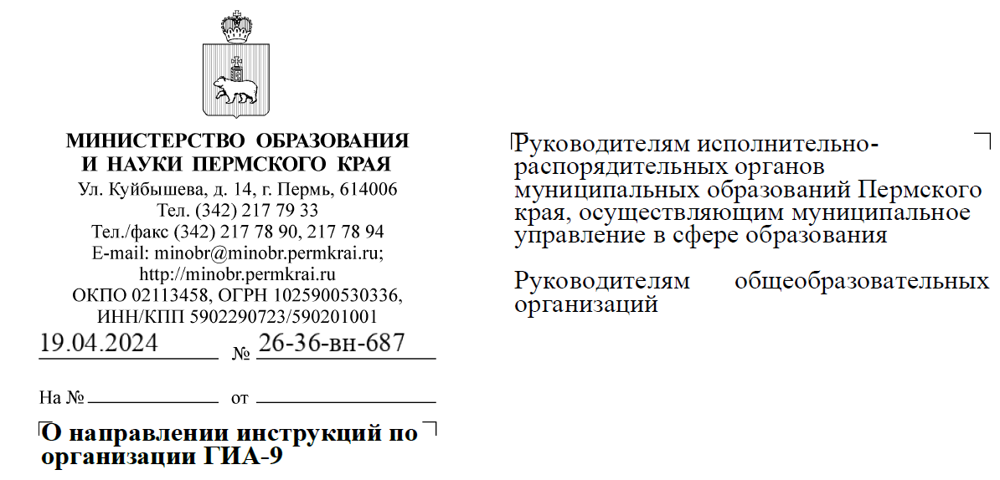 МИНИСТЕРСТВО ОБРАЗОВАНИЯ
И НАУКИ ПЕРМСКОГО КРАЯ
Ул. Куйбышева, д. 14, г. Пермь, 614006
Тел. (342) 217 79 33
Тел./факс (342) 217 78 90, 217 78 94
E-mail: minobr@minobr.permkrai.ru;
http://minobr.permkrai.ru
ОКПО 02113458, ОГРН 1025900530336,
ИНН/КПП 5902290723/590201001
19.04.2024 № 26-36-вн-687
На № от
О направлении инструкций по
организации ГИА-9
Руководителям исполнительно-
распорядительных органов
муниципальных образований Пермского
края, осуществляющим муниципальное
управление в сфере образования
Руководителям общеобразовательных
организаций